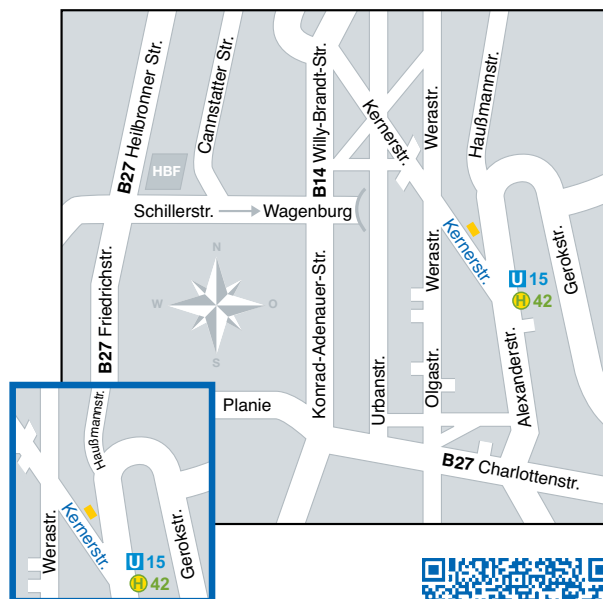 B27 Heilbronner Str.
Cannstatter Str.
B14 Willy-Brandt-Str.
Kernerstr.
Werastr.
Haußmannstr.
HBF
Schillerstr.
Wagenburg
Kernerstr.
Gerokstr.
N
W
O
S
U 15
H 42
B27 Friedrichstr.
Konrad-Adenauer-Str.
Urbanstr.
Werastr.
Olgastr.
Alexanderstr.
Planie
B27 Charlottenstr.
Haußmannstr.
Kernerstr.
Werastr.
Gerokstr.
U 15
H 42